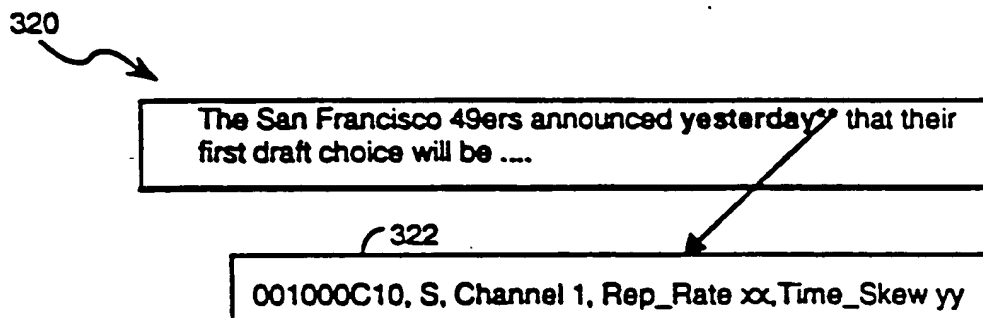 320
The San Francisco 49ers announced yesterday** that their
first draft choice will be ....
322
001000C10, S, Channel 1, Rep_Rate xx,Time_Skew yy